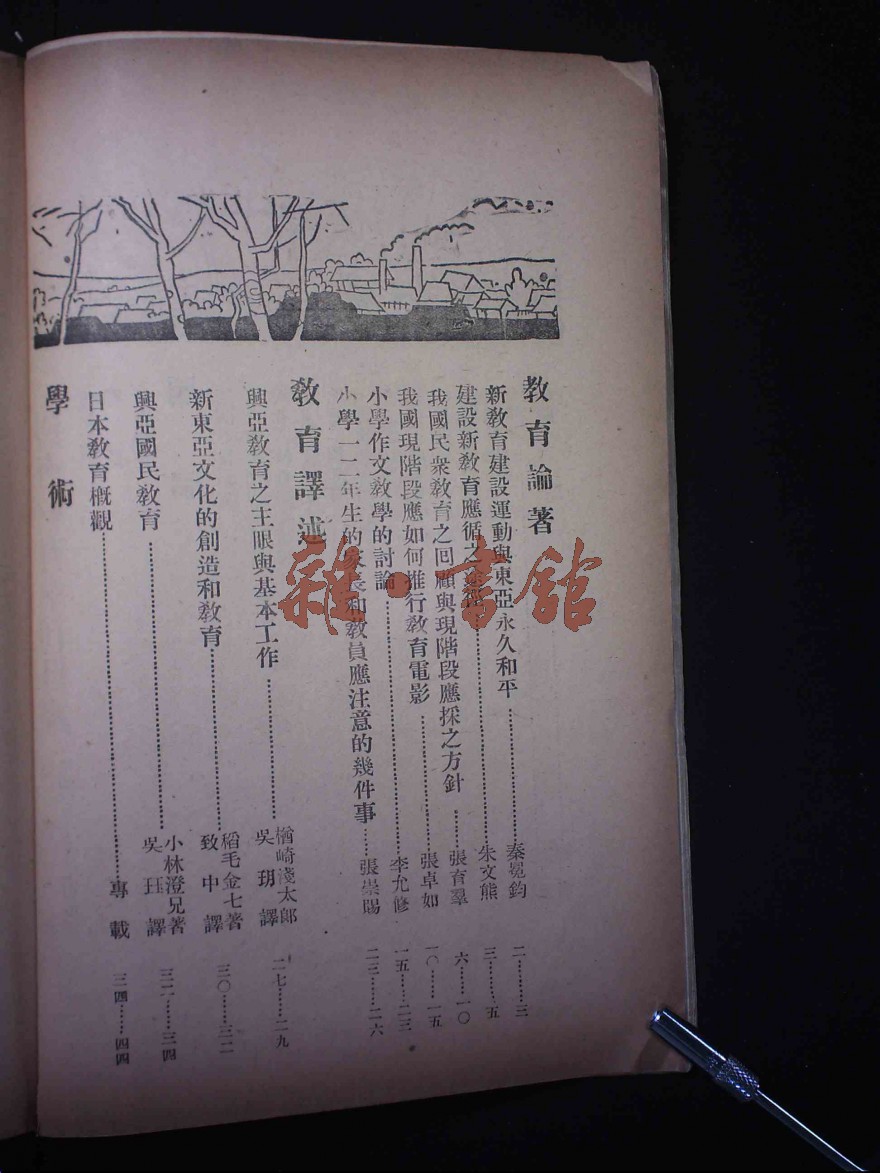 教育論著
新教育建設運動與東亞永久和平………秦冕鈞 二……三
建設新教育應循之途徑………朱文熊 三……五
我國民衆教育之回顧與現階段應採之方針……張育羣 六……一〇
我國現階段應如何推行教育電影………張卓如 一〇……一五
小學作文教學的討論………李允修 一五……二三
小學一二年生的家長和教員應注意的幾件事……張崇陽 二三……二六
教育譯述
興亞教育之主眼與基本工作………楢崎淺太郎 吳玥譯 二七……二九
新東亞文化的創造和教育………稻毛金七著 致中譯 三〇……三二
興亞國民教育………小林澄兄著 吳珏譯 三二……三四
日本教育概觀………專載 三四……四四
學術
雜·書館